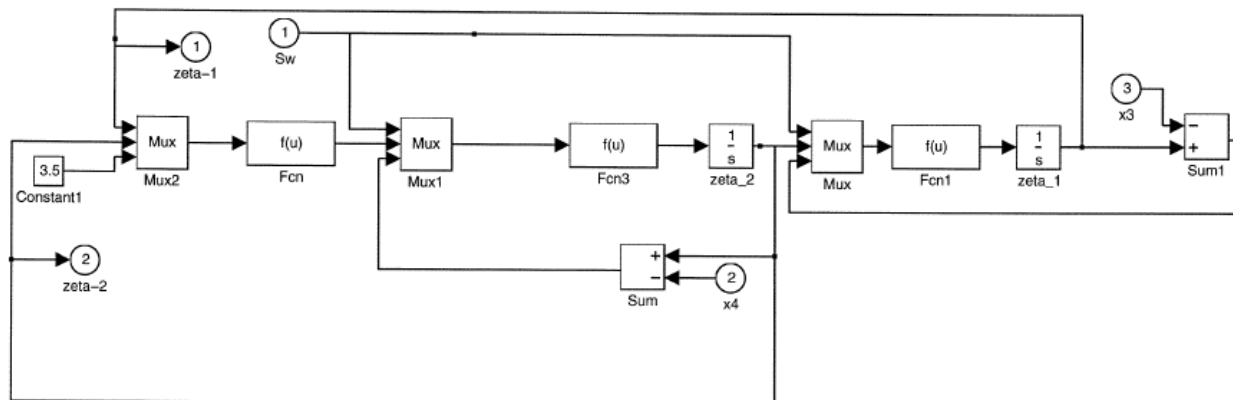 1
zeta-1
1
Sw
3
x3
Mux
Mux2
f(u)
Fcn
Mux
Mux1
f(u)
Fcn3
1
s
zeta_2
Mux
Mux
f(u)
Fcn1
1
s
zeta_1
−
+
Sum1
3.5
Constant1
2
zeta-2
+
−
Sum
2
x4